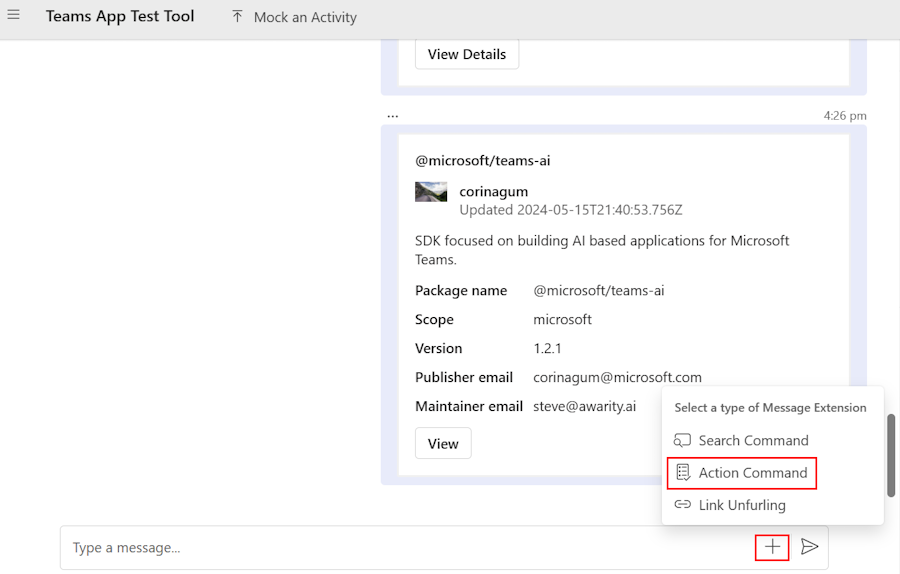 Teams App Test Tool Mock an Activity
View Details
... 4:26 pm
@microsoft/teams-ai
corinagum
Updated 2024-05-15T21:40:53.756Z
SDK focused on building AI based applications for Microsoft
Teams.
Package name @microsoft/teams-ai
Scope microsoft
Version 1.2.1
Publisher email corinagum@microsoft.com
Maintainer email steve@awarity.ai
View
Select a type of Message Extension
Search Command
Action Command
Link Unfurling
Type a message...